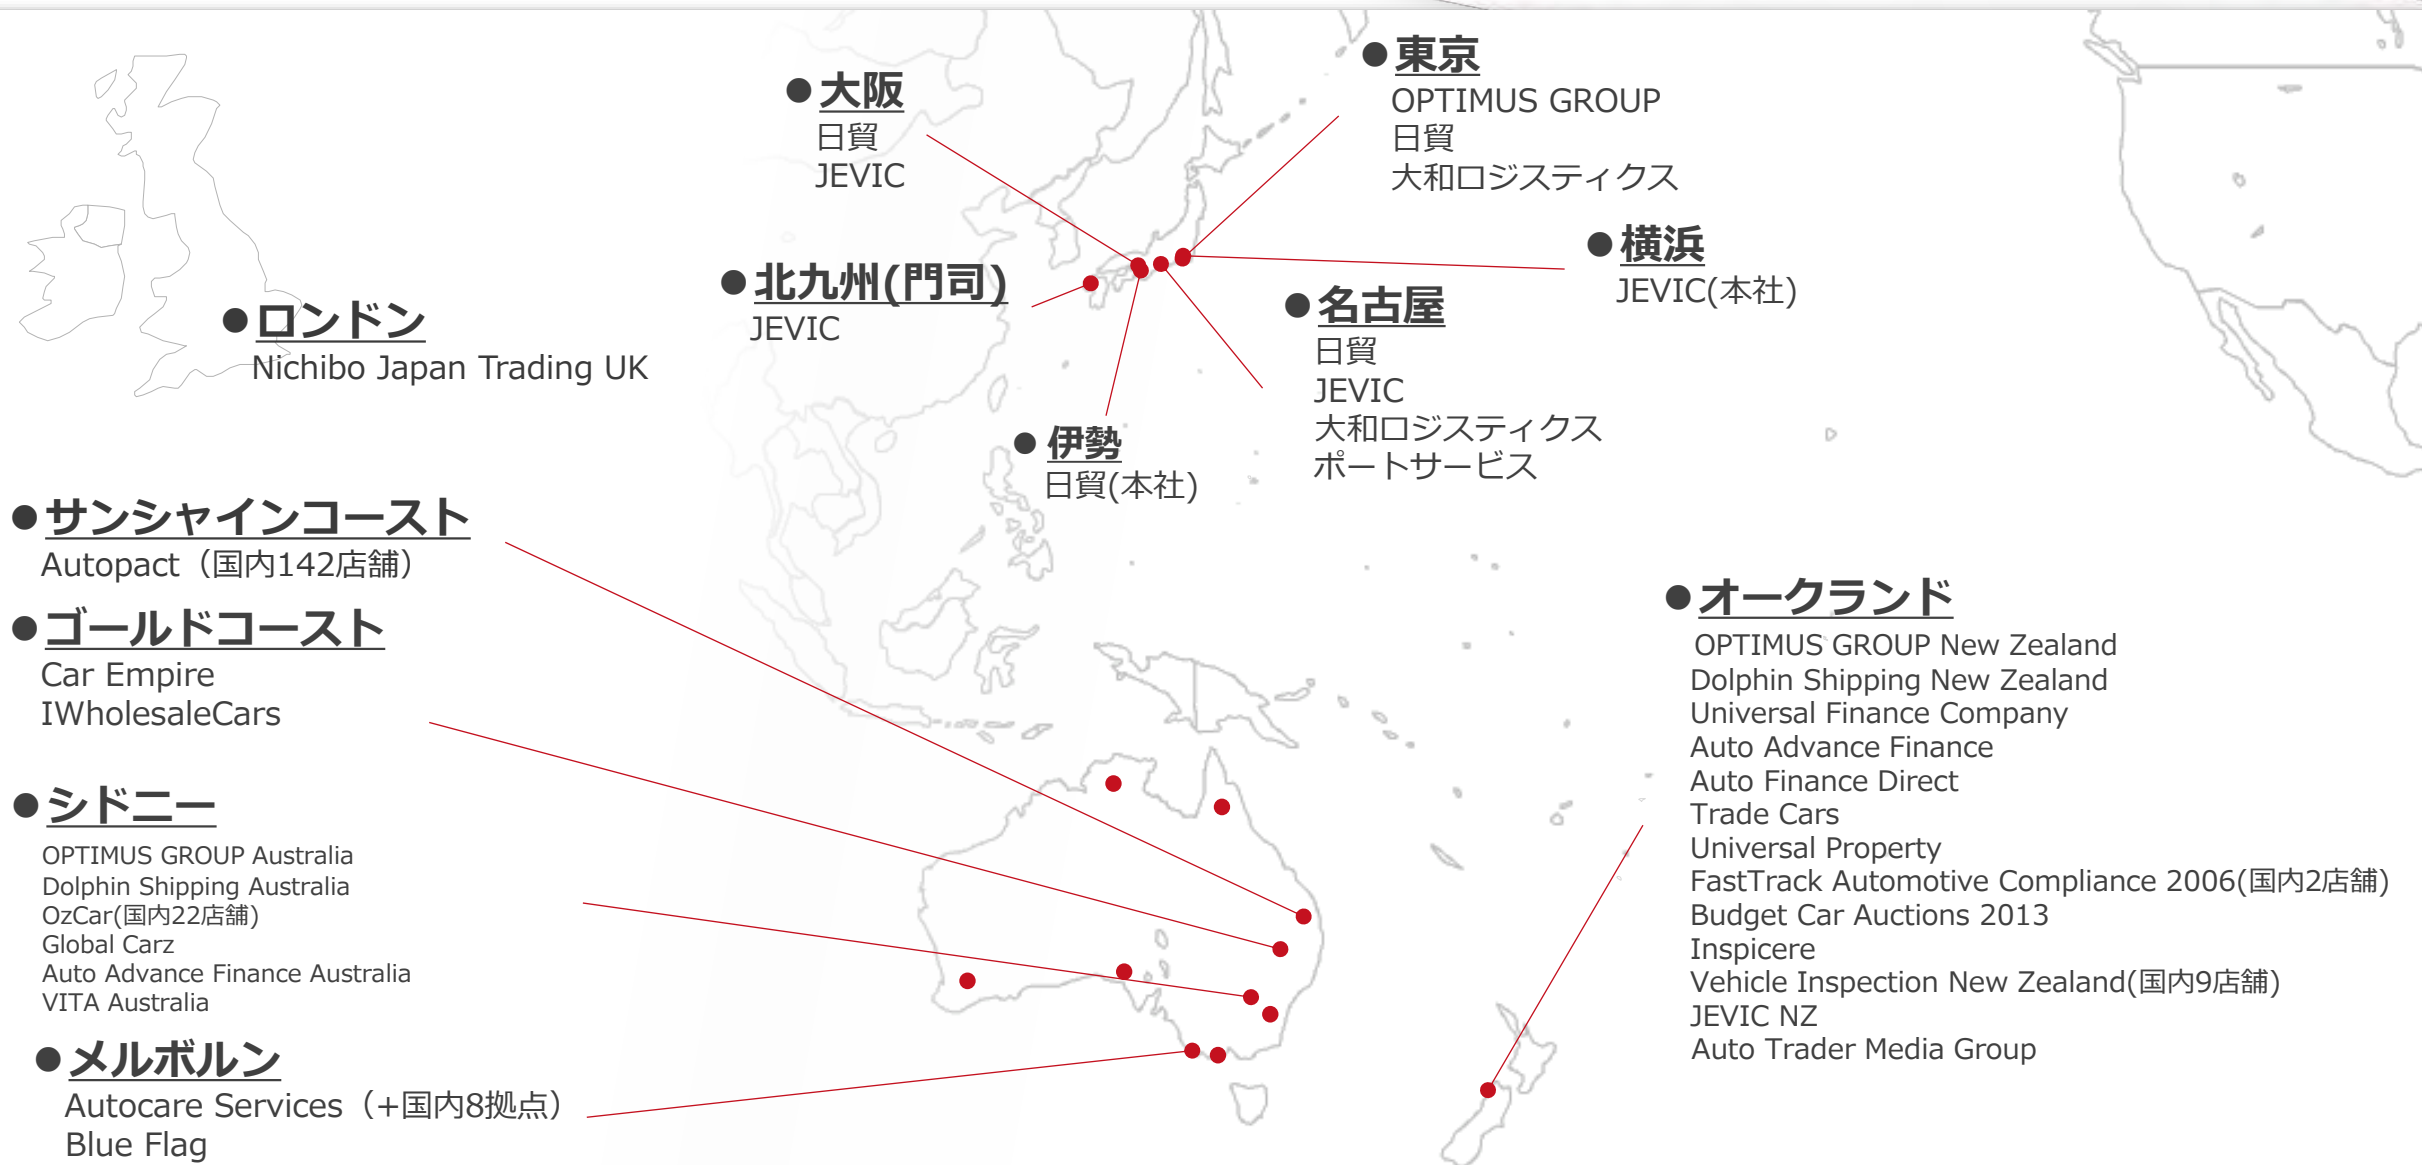 ●大阪
日貿
JEVIC
●東京
OPTIMUS GROUP
日貿
大和ロジスティクス
●横浜
JEVIC(本社)
●北九州(門司)
JEVIC
●名古屋
日貿
JEVIC
大和ロジスティクス
ポートサービス
●ロンドン
Nichibo Japan Trading UK
●伊勢
日貿(本社)
●サンシャインコースト
Autopact（国内142店舗）
●ゴールドコースト
Car Empire
IWholesaleCars
●シドニー
OPTIMUS GROUP Australia
Dolphin Shipping Australia
OzCar(国内22店舗)
Global Carz
Auto Advance Finance Australia
VITA Australia
●メルボルン
Autocare Services（+国内8拠点）
Blue Flag
●オークランド
OPTIMUS GROUP New Zealand
Dolphin Shipping New Zealand
Universal Finance Company
Auto Advance Finance
Auto Finance Direct
Trade Cars
Universal Property
FastTrack Automotive Compliance 2006(国内2店舗)
Budget Car Auctions 2013
Inspicere
Vehicle Inspection New Zealand(国内9店舗)
JEVIC NZ
Auto Trader Media Group